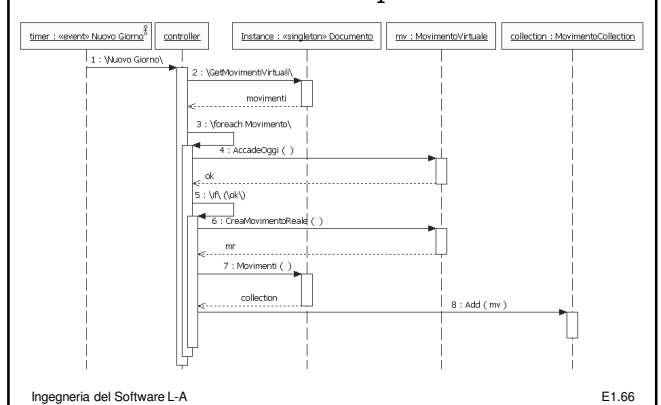 timer : «event» Nuovo Giorno
controller
Instance : «singleton» Documento
mv : MovimentoVirtuale
collection : MovimentoCollection
1 : \Nuovo Giorno\
2 : \GetMovimentiVirtuali\
movimenti
3 : \foreach Movimento\
4 : AccadeOggi ( )
ok
5 : \if\ (\ok\)
6 : CreaMovimentoReale ( )
mr
7 : Movimenti ( )
collection
8 : Add ( mv )
Ingegneria del Software L-A
E1.66